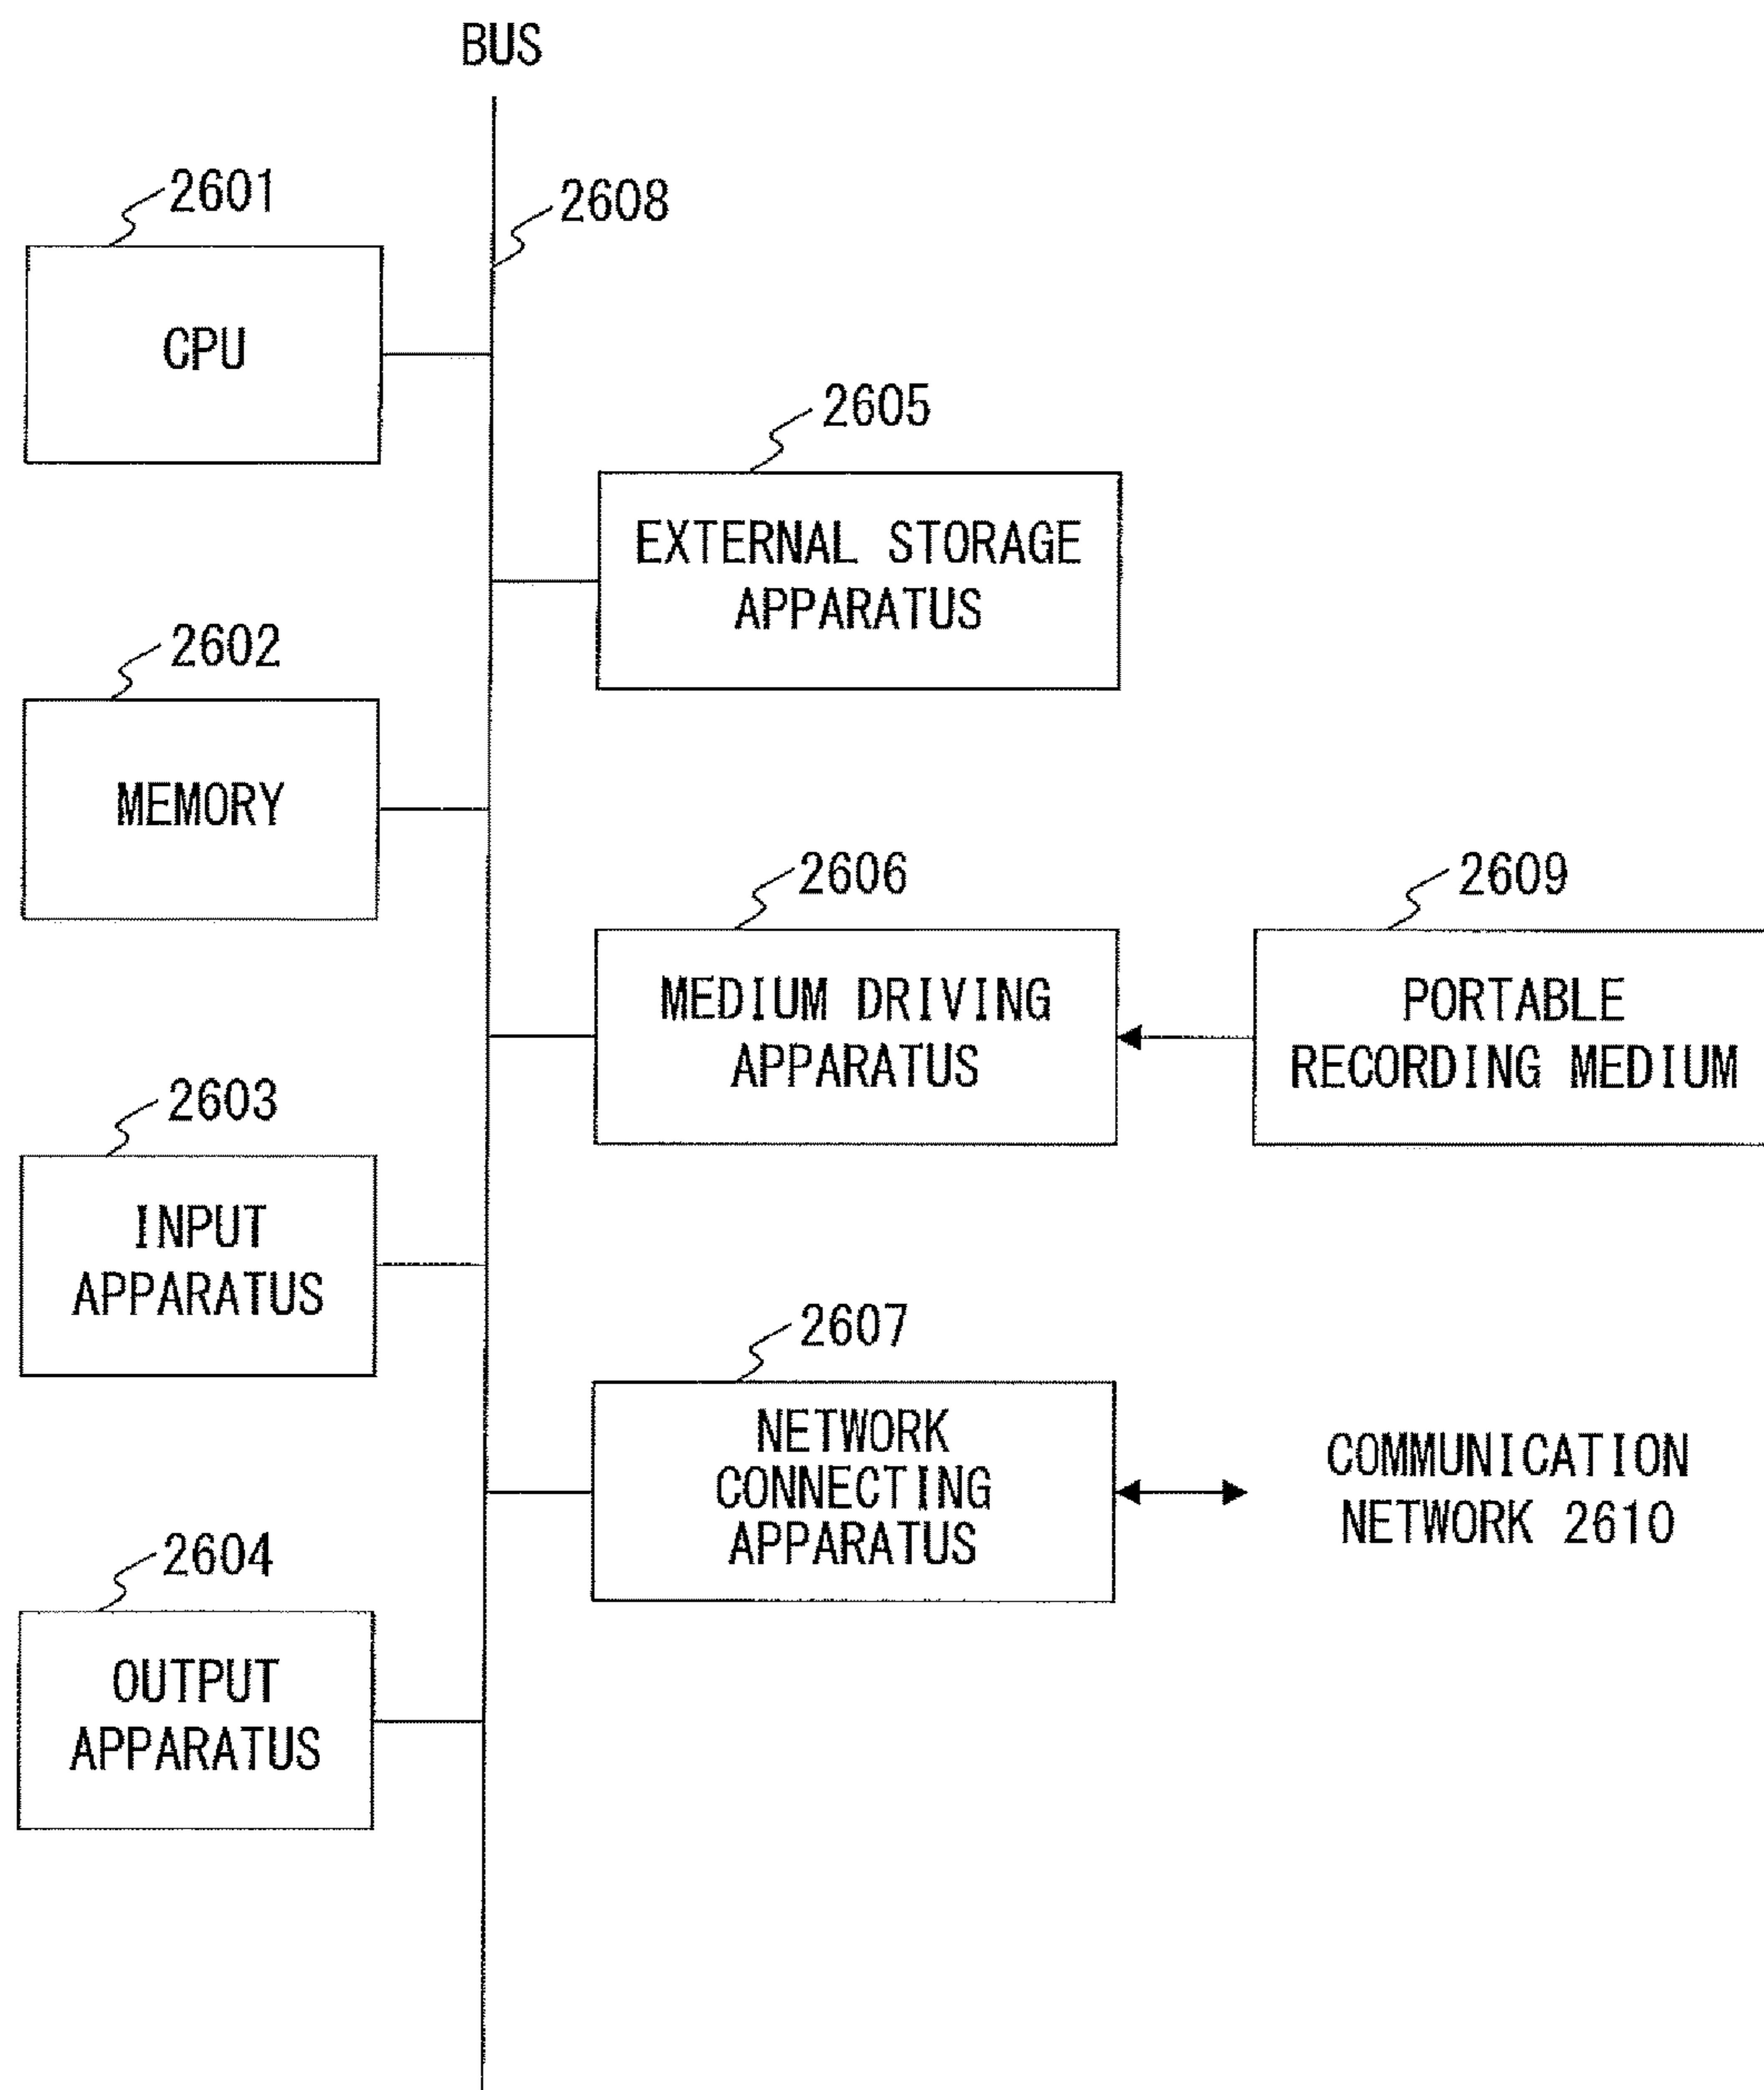 BUS
2601
2608
CPU
2605
EXTERNAL STORAGE
APPARATUS
2602
MEMORY
2606
2609
MEDIUM DRIVING
APPARATUS
PORTABLE
RECORDING MEDIUM
2603
INPUT
APPARATUS
2607
NETWORK
CONNECTING
APPARATUS
COMMUNICATION
NETWORK 2610
2604
OUTPUT
APPARATUS